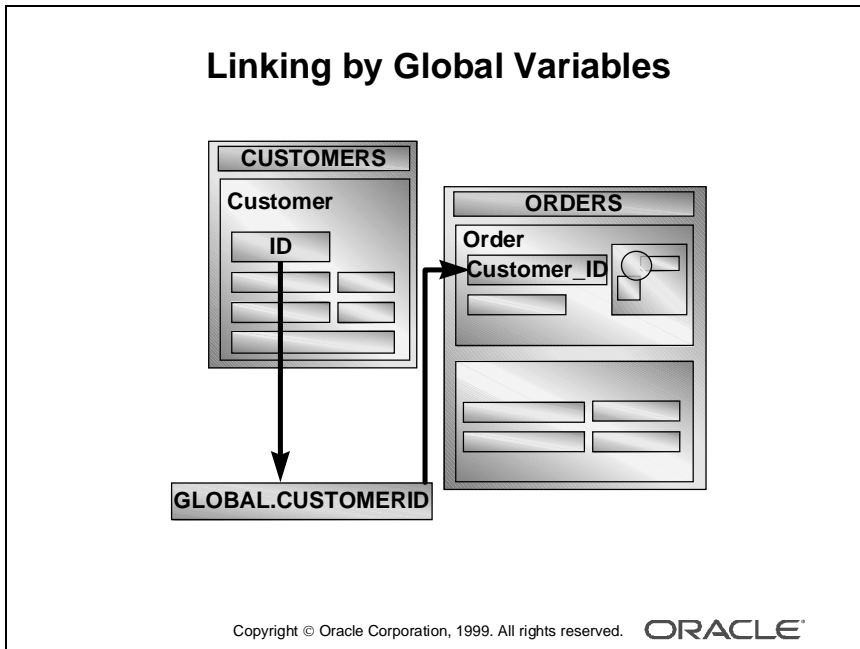 Linking by Global Variables
CUSTOMERS
Customer
ID
ORDERS
Order
Customer_ID
GLOBAL.CUSTOMERID
Copyright © Oracle Corporation, 1999. All rights reserved. ORACLE®